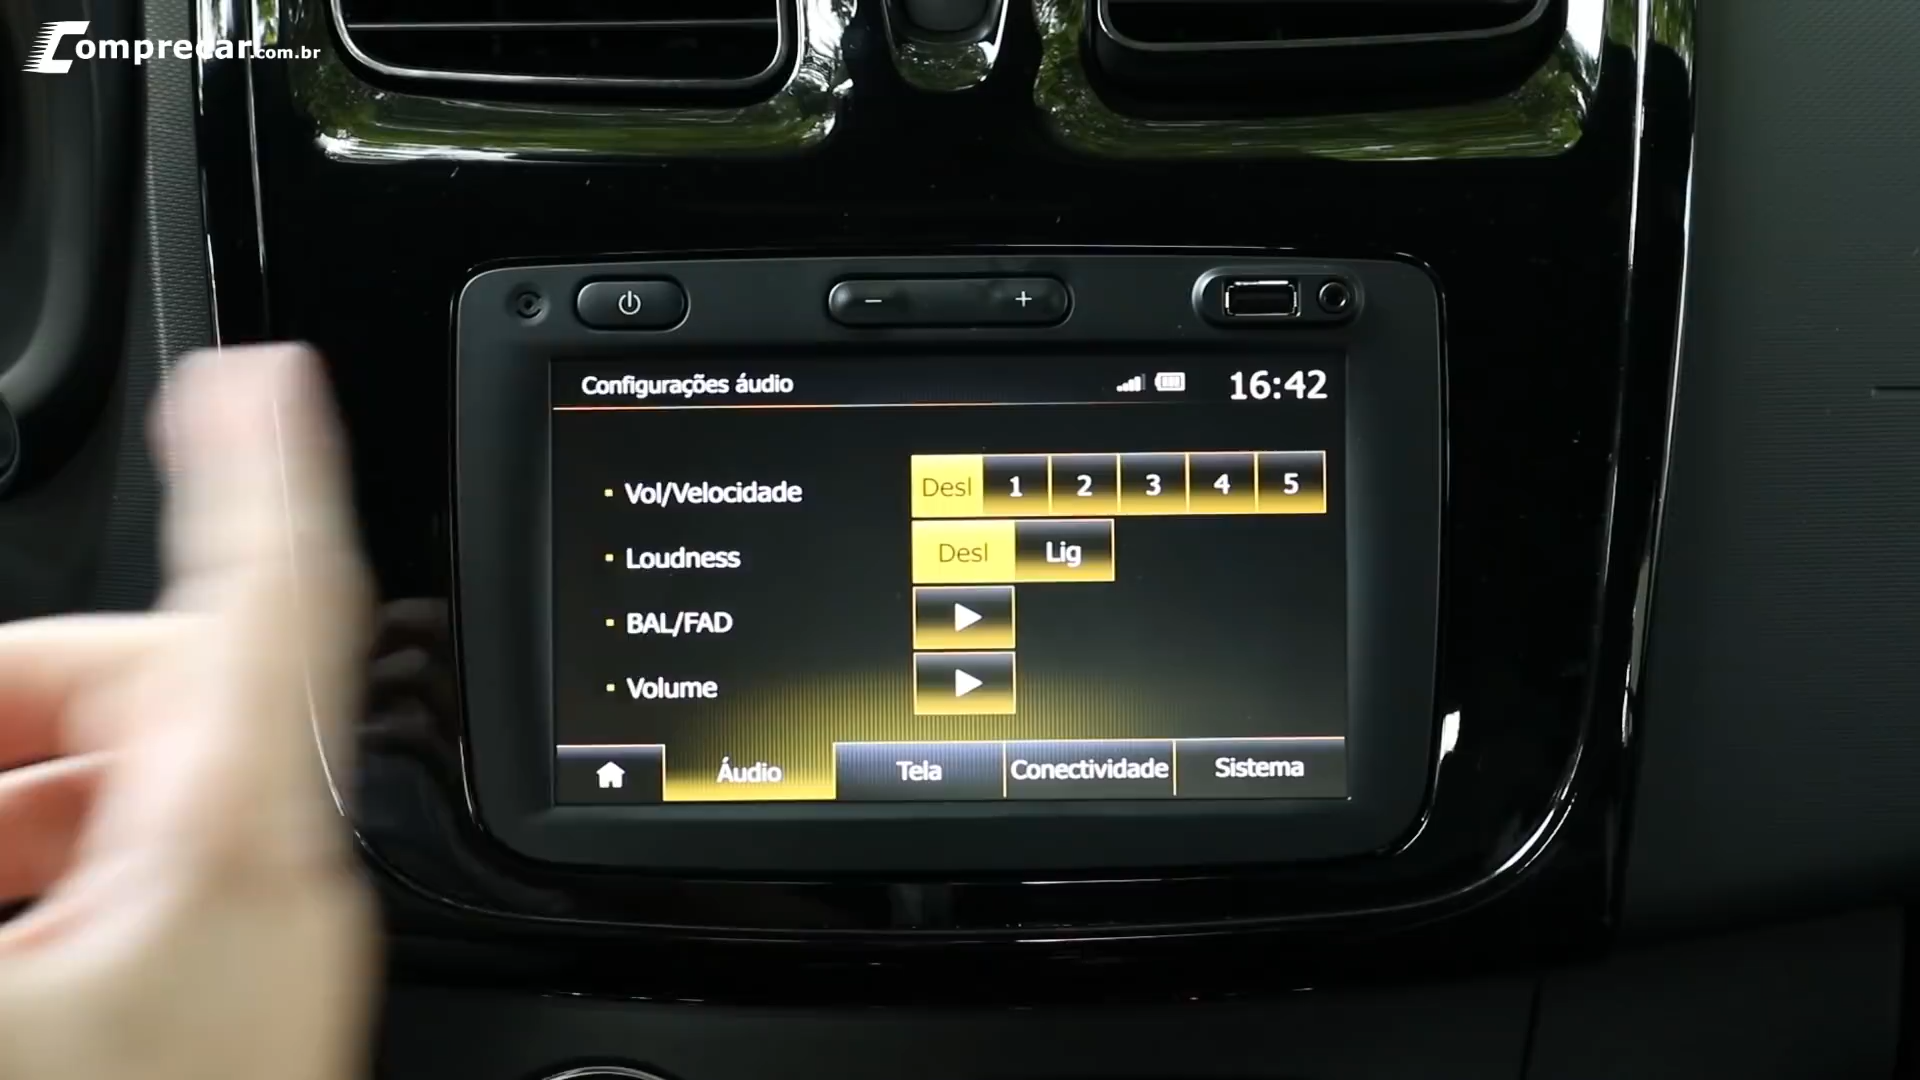 Comprecar.com.br
Configurações áudio 16:42
Vol/Velocidade Desl 1 2 3 4 5
Loudness Desl Lig
BAL/FAD
Volume
Áudio Tela Conectividade Sistema